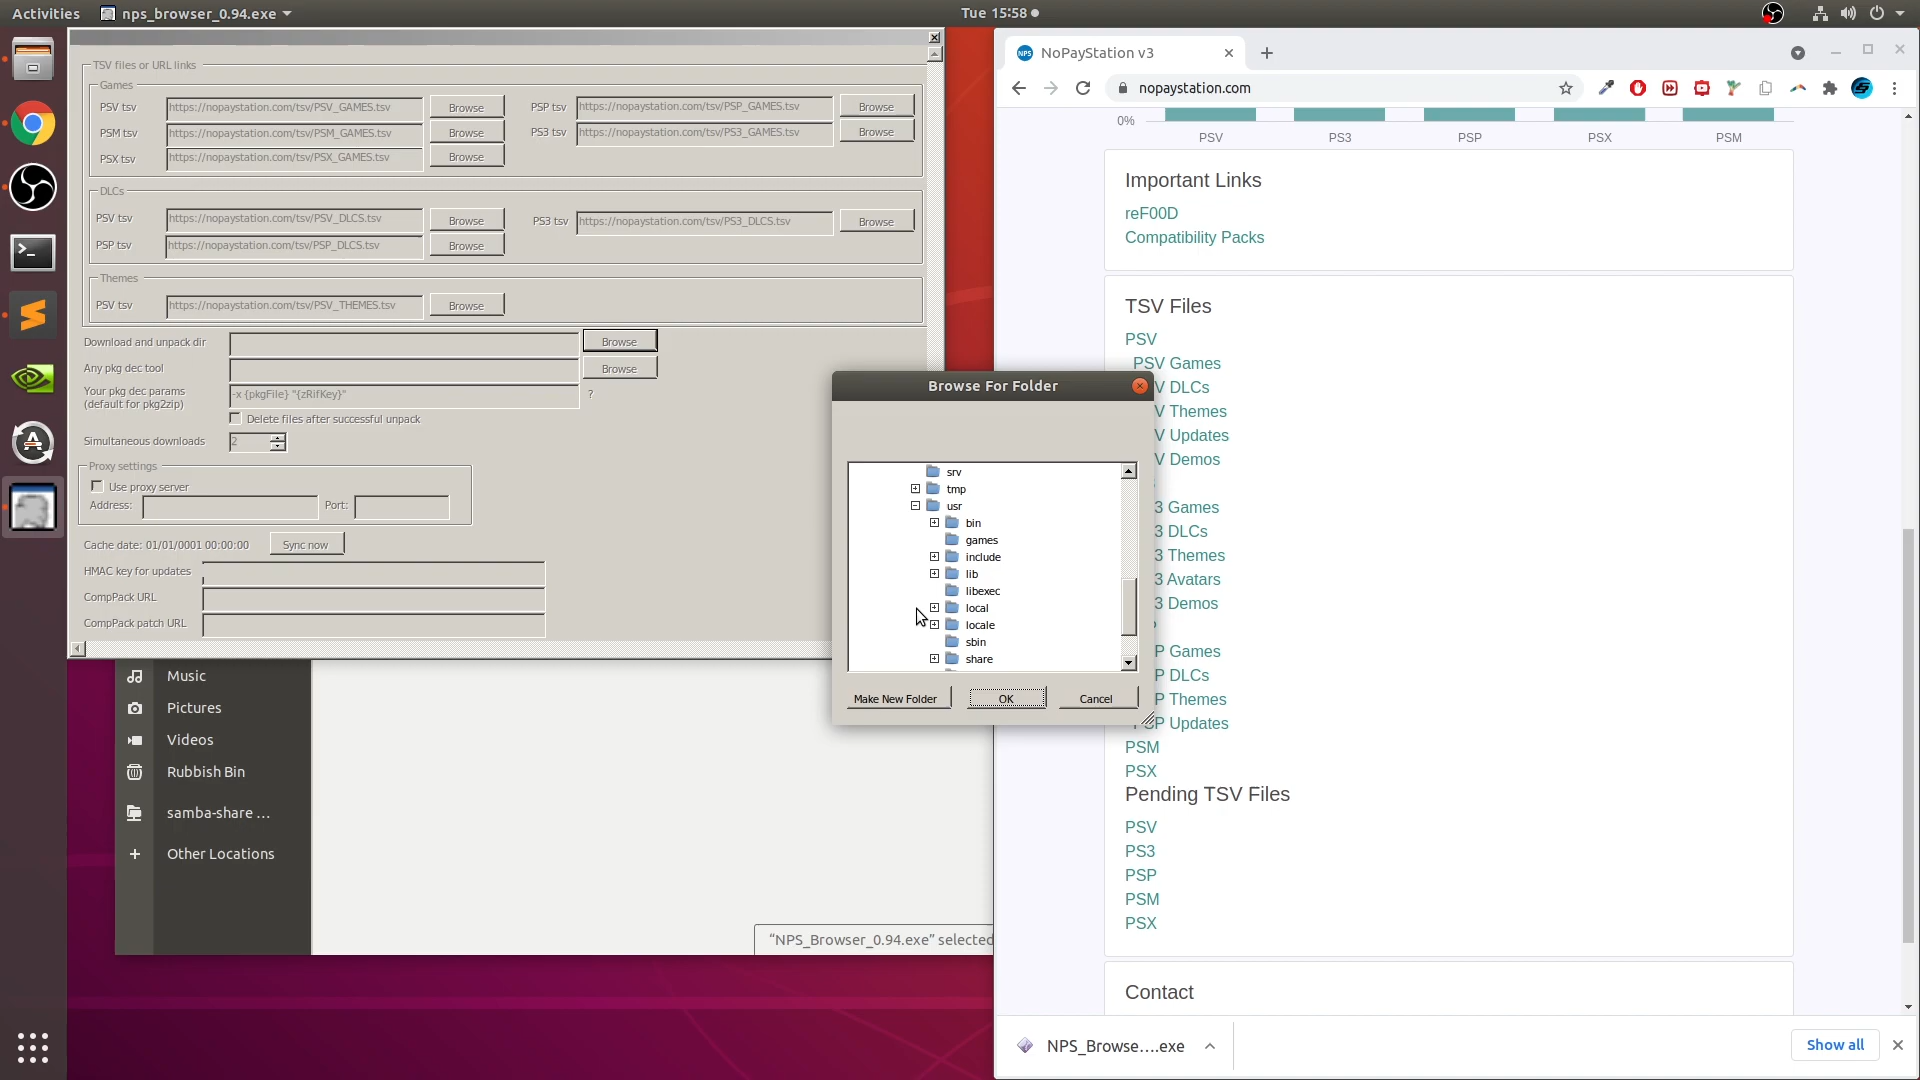 Activities
nps_browser_0.94.exe
Tue 15:58
TSV files or URL links
Games
PSV tsv
https://nopaystation.com/tsv/PSV_GAMES.tsv
Browse
PSP tsv
https://nopaystation.com/tsv/PSP_GAMES.tsv
Browse
PSM tsv
https://nopaystation.com/tsv/PSM_GAMES.tsv
Browse
PS3 tsv
https://nopaystation.com/tsv/PS3_GAMES.tsv
Browse
PSX tsv
https://nopaystation.com/tsv/PSX_GAMES.tsv
Browse
DLCs
PSV tsv
https://nopaystation.com/tsv/PSV_DLCS.tsv
Browse
PS3 tsv
https://nopaystation.com/tsv/PS3_DLCS.tsv
Browse
PSP tsv
https://nopaystation.com/tsv/PSP_DLCS.tsv
Browse
Themes
PSV tsv
https://nopaystation.com/tsv/PSV_THEMES.tsv
Browse
Download and unpack dir
Browse
Any pkg dec tool
Browse
Your pkg dec params
(default for pkg2zip)
-x {pkgFile} "{zRifKey}"
?
Delete files after successful unpack
Simultaneous downloads
2
Proxy settings
Use proxy server
Address:
Port:
Cache date: 01/01/0001 00:00:00
Sync now
HMAC key for updates
CompPack URL
CompPack patch URL
Music
Pictures
Videos
Rubbish Bin
samba-share ...
Other Locations
"NPS_Browser_0.94.exe" selected
Browse For Folder
srv
tmp
usr
bin
games
include
lib
libexec
local
locale
sbin
share
Make New Folder
OK
Cancel
NPS
NoPayStation v3
nopaystation.com
0%
PSV
PS3
PSP
PSX
PSM
Important Links
reF00D
Compatibility Packs
TSV Files
PSV
PSV Games
V DLCs
V Themes
V Updates
V Demos
3 Games
3 DLCs
3 Themes
3 Avatars
3 Demos
P Games
P DLCs
P Themes
PSP Updates
PSM
PSX
Pending TSV Files
PSV
PS3
PSP
PSM
PSX
Contact
NPS_Browse....exe
Show all